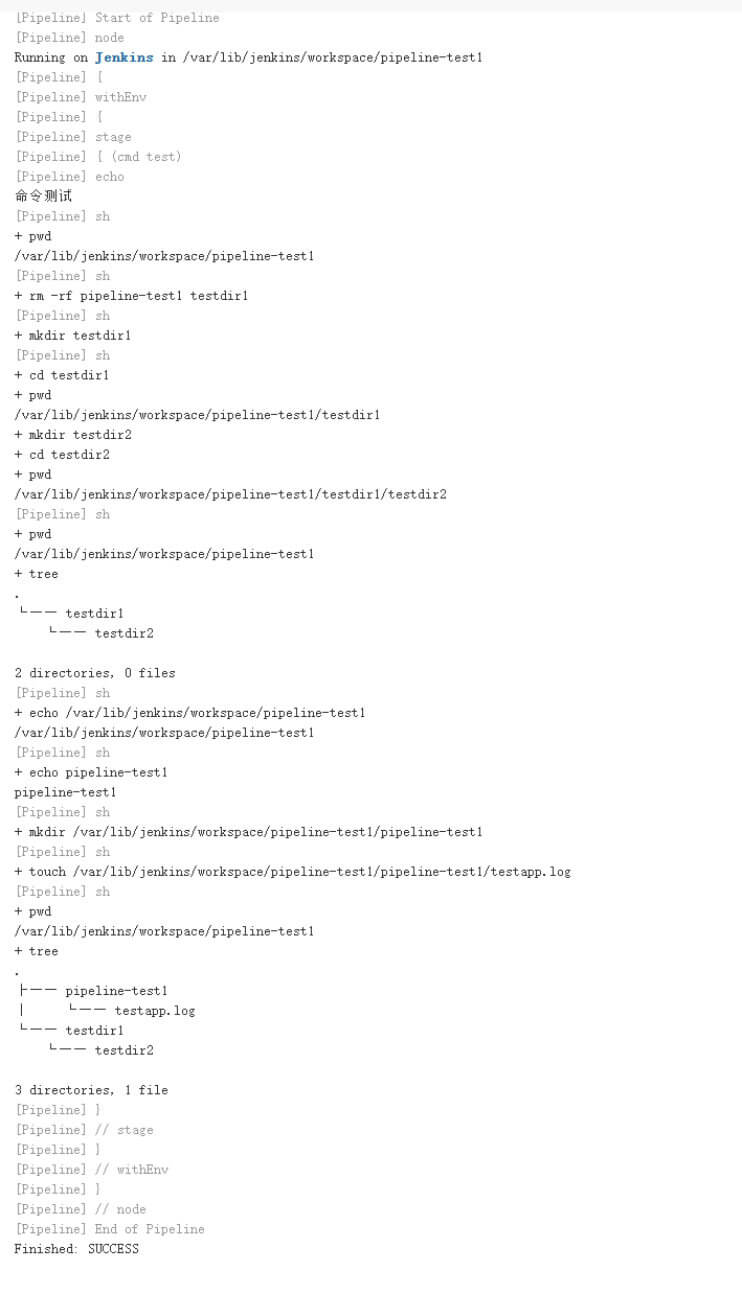 [Pipeline] Start of Pipeline
[Pipeline] node
Running on Jenkins in /var/lib/jenkins/workspace/pipeline-test1
[Pipeline] {
[Pipeline] withEnv
[Pipeline] {
[Pipeline] stage
[Pipeline] { (cmd test)
[Pipeline] echo
命令测试
[Pipeline] sh
+ pwd
/var/lib/jenkins/workspace/pipeline-test1
[Pipeline] sh
+ rm -rf pipeline-test1 testdir1
[Pipeline] sh
+ mkdir testdir1
[Pipeline] sh
+ cd testdir1
+ pwd
/var/lib/jenkins/workspace/pipeline-test1/testdir1
+ mkdir testdir2
+ cd testdir2
+ pwd
/var/lib/jenkins/workspace/pipeline-test1/testdir1/testdir2
[Pipeline] sh
+ pwd
/var/lib/jenkins/workspace/pipeline-test1
+ tree
.
└── testdir1
    └── testdir2
2 directories, 0 files
[Pipeline] sh
+ echo /var/lib/jenkins/workspace/pipeline-test1
/var/lib/jenkins/workspace/pipeline-test1
[Pipeline] sh
+ echo pipeline-test1
pipeline-test1
[Pipeline] sh
+ mkdir /var/lib/jenkins/workspace/pipeline-test1/pipeline-test1
[Pipeline] sh
+ touch /var/lib/jenkins/workspace/pipeline-test1/pipeline-test1/testapp.log
[Pipeline] sh
+ pwd
/var/lib/jenkins/workspace/pipeline-test1
+ tree
.
├── pipeline-test1
│   └── testapp.log
└── testdir1
    └── testdir2
3 directories, 1 file
[Pipeline] }
[Pipeline] // stage
[Pipeline] }
[Pipeline] // withEnv
[Pipeline] }
[Pipeline] // node
[Pipeline] End of Pipeline
Finished: SUCCESS